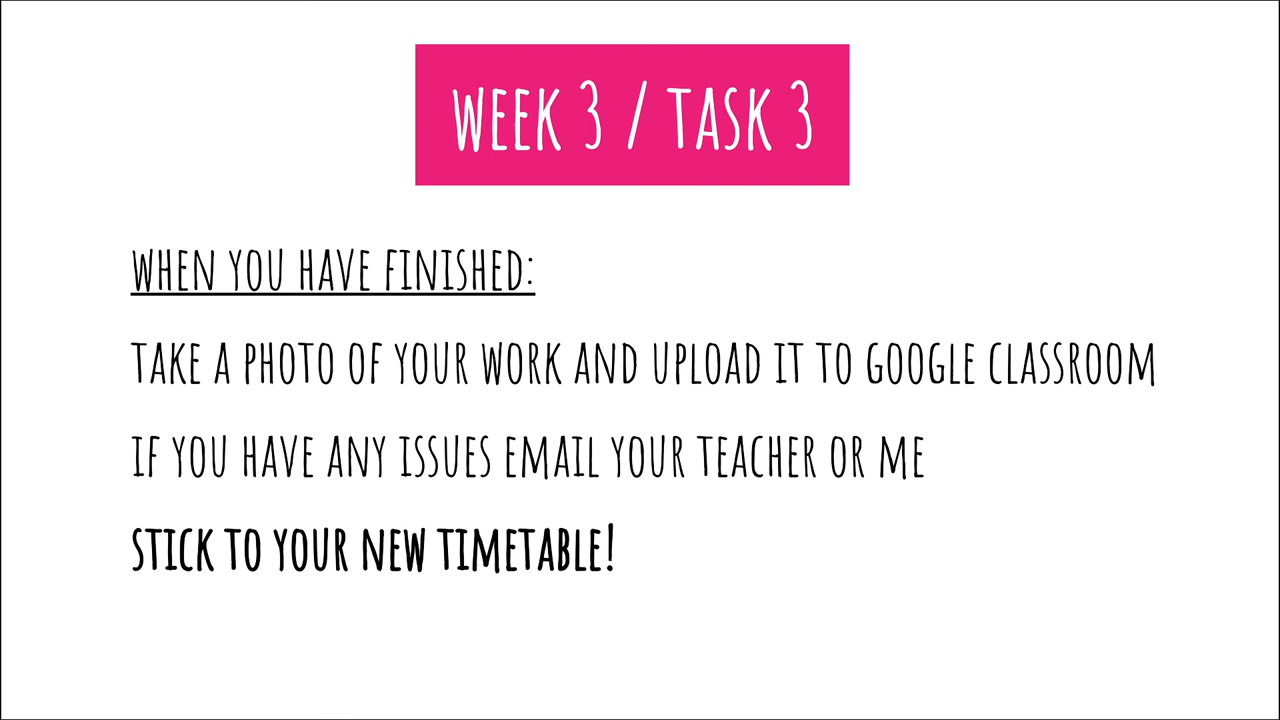 WEEK 3 / TASK 3
WHEN YOU HAVE FINISHED:
TAKE A PHOTO OF YOUR WORK AND UPLOAD IT TO GOOGLE CLASSROOM
IF YOU HAVE ANY ISSUES EMAIL YOUR TEACHER OR ME
STICK TO YOUR NEW TIMETABLE!